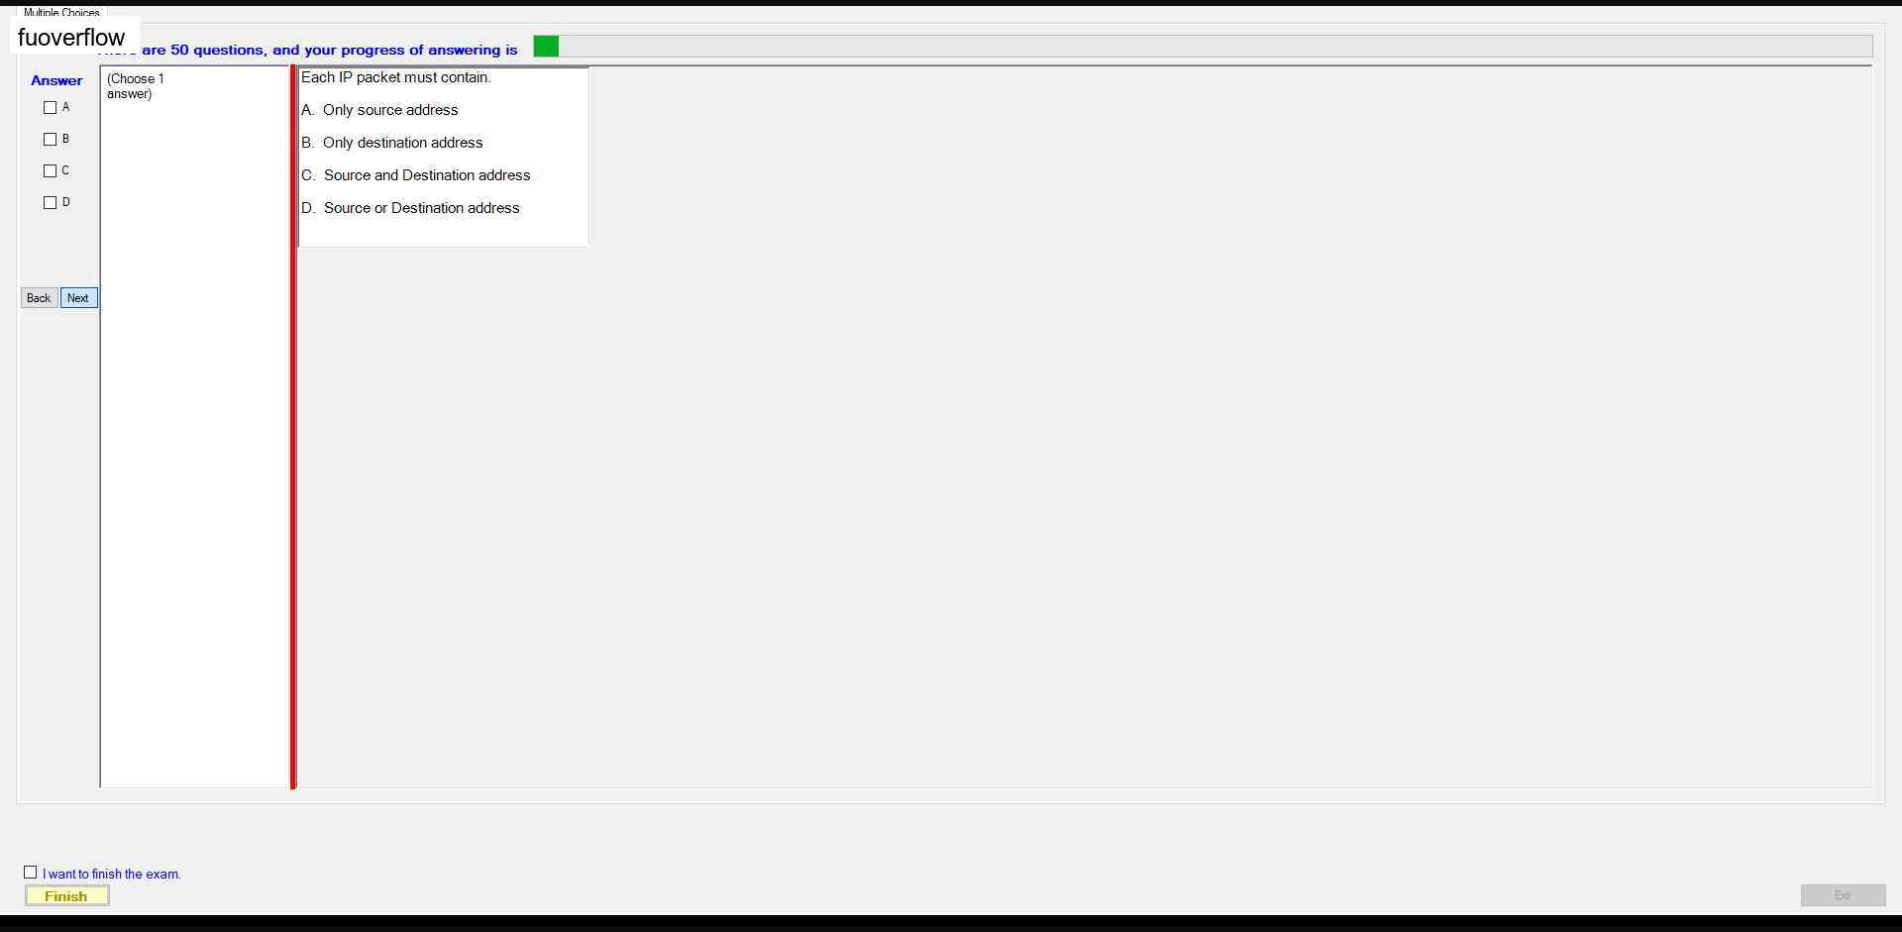 Multiple Choices
fuoverflow
are 50 questions, and your progress of answering is
Answer
A
B
C
D
Back Next
(Choose 1
answer)
Each IP packet must contain.
A. Only source address
B. Only destination address
C. Source and Destination address
D. Source or Destination address
I want to finish the exam.
Finish
Exit